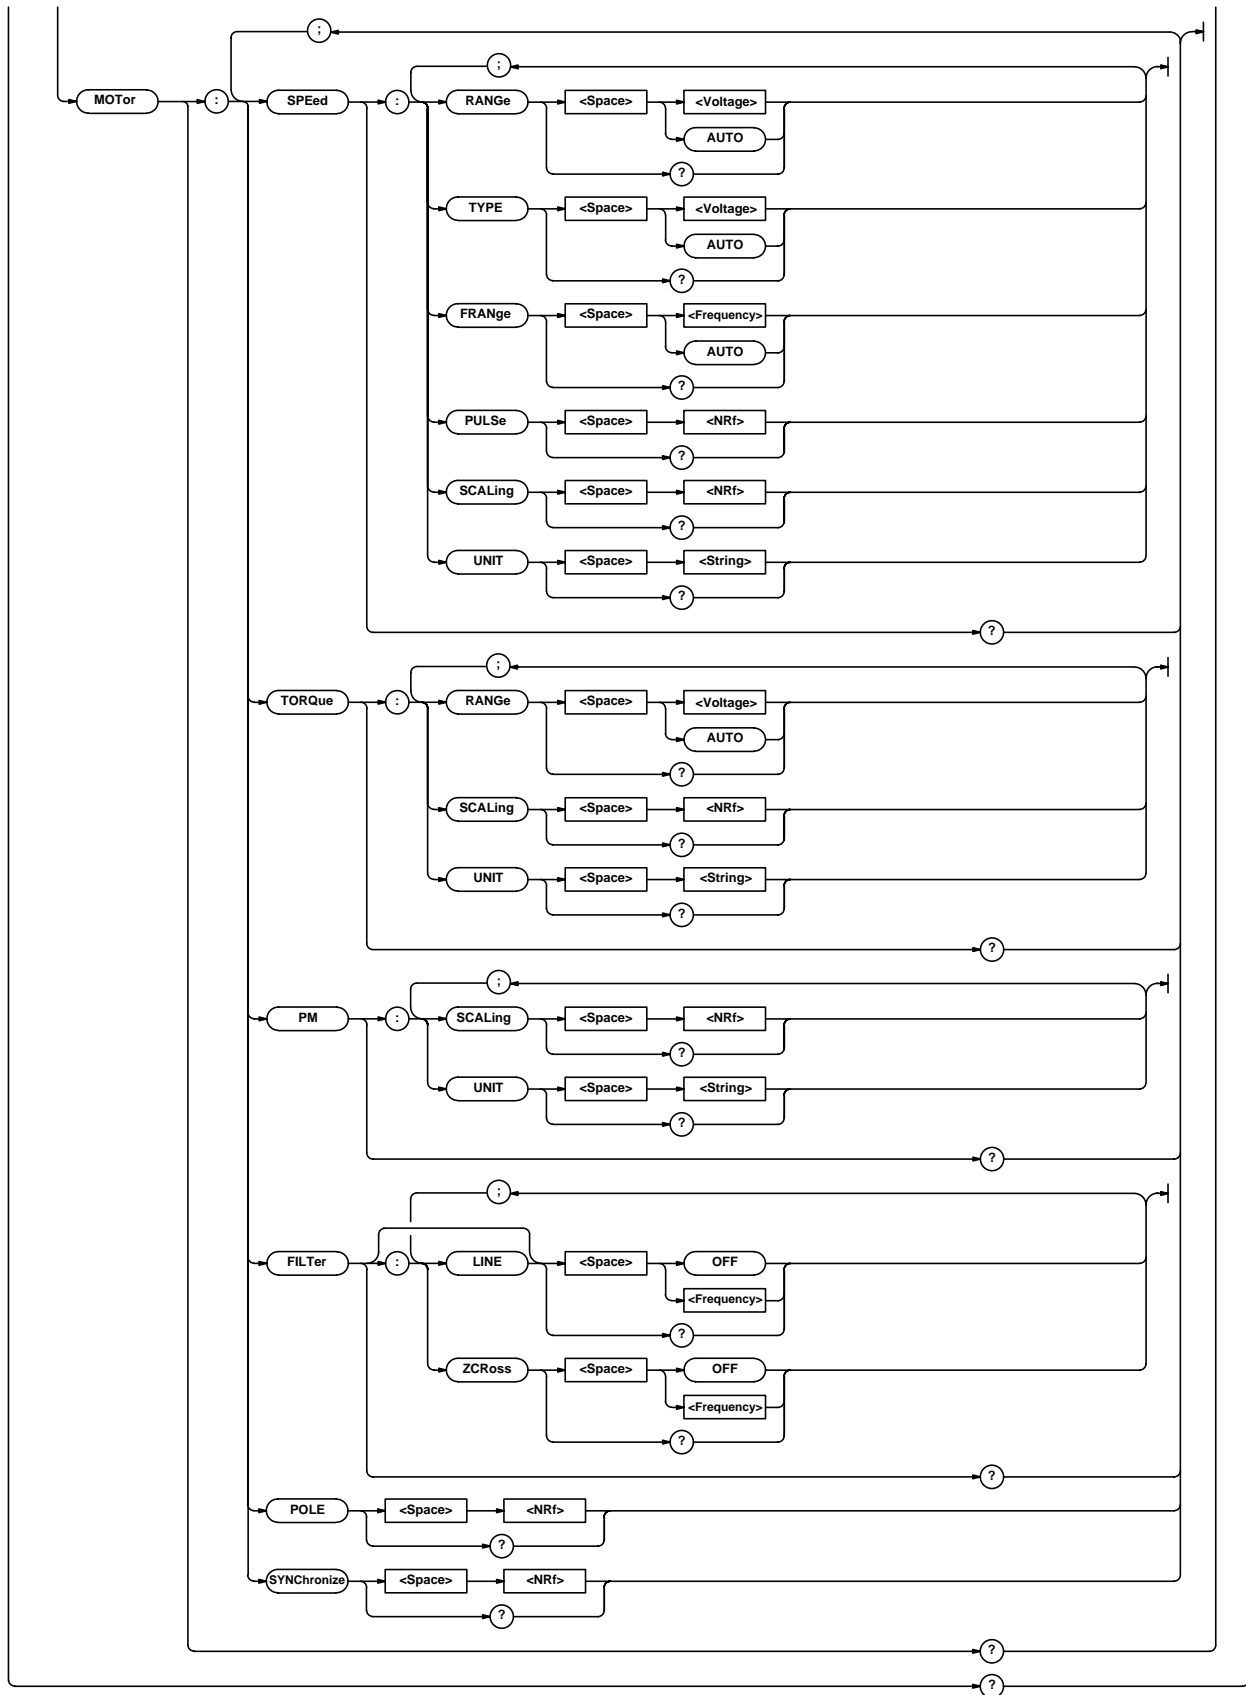 ;
;
MOTor : SPEed : RANGe <Space> <Voltage>
AUTO
?
TYPE <Space> <Voltage>
AUTO
?
FRANge <Space> <Frequency>
AUTO
?
PULSe <Space> <NRf>
?
SCALing <Space> <NRf>
?
UNIT <Space> <String>
?
?
;
TORQue : RANGe <Space> <Voltage>
AUTO
?
SCALing <Space> <NRf>
?
UNIT <Space> <String>
?
?
;
PM : SCALing <Space> <NRf>
?
UNIT <Space> <String>
?
?
;
FILTer : LINE <Space> OFF
<Frequency>
?
ZCRoss <Space> OFF
<Frequency>
?
?
POLE <Space> <NRf>
?
SYNChronize <Space> <NRf>
?
?
?